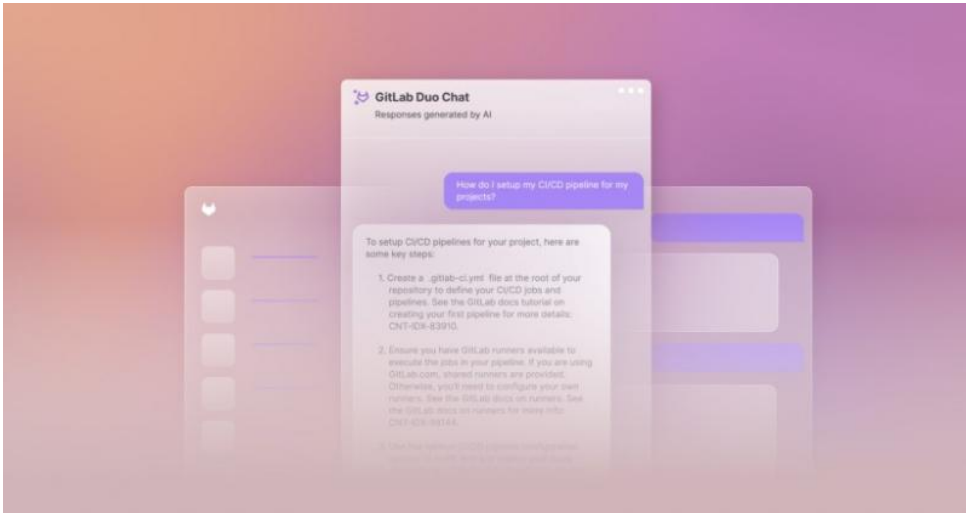 GitLab Duo Chat
Responses generated by AI
How do I setup my CI/CD pipeline for my
projects?
To setup CI/CD pipelines for your project, here are
some key steps:
1. Create a .gitlab-ci.yml file at the root of your
repository to define your CI/CD jobs and
pipelines. See the GitLab docs tutorial on
creating your first pipeline for more details:
CNT-IDX-83910.
2. Ensure you have GitLab runners available to
execute the jobs in your pipeline. If you are using
GitLab.com, shared runners are provided.
Otherwise, you'll need to configure your own
runners. See the GitLab docs on runners. See
the GitLab docs on runners for more info: